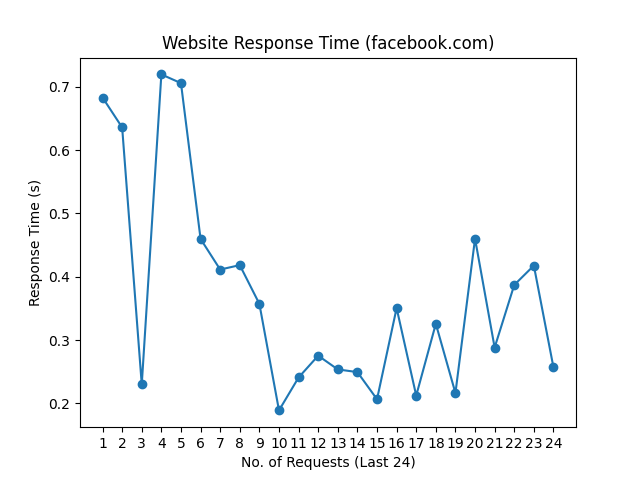 Website Response Time (facebook.com)
Response Time (s)
0.7
0.6
0.5
0.4
0.3
0.2
1 2 3 4 5 6 7 8 9 10 11 12 13 14 15 16 17 18 19 20 21 22 23 24
No. of Requests (Last 24)